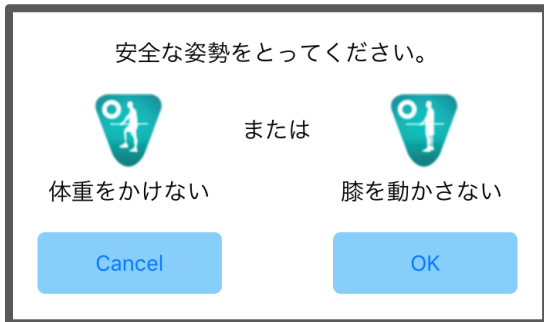 安全な姿勢をとってください。
または
体重をかけない
膝を動かさない
Cancel
OK